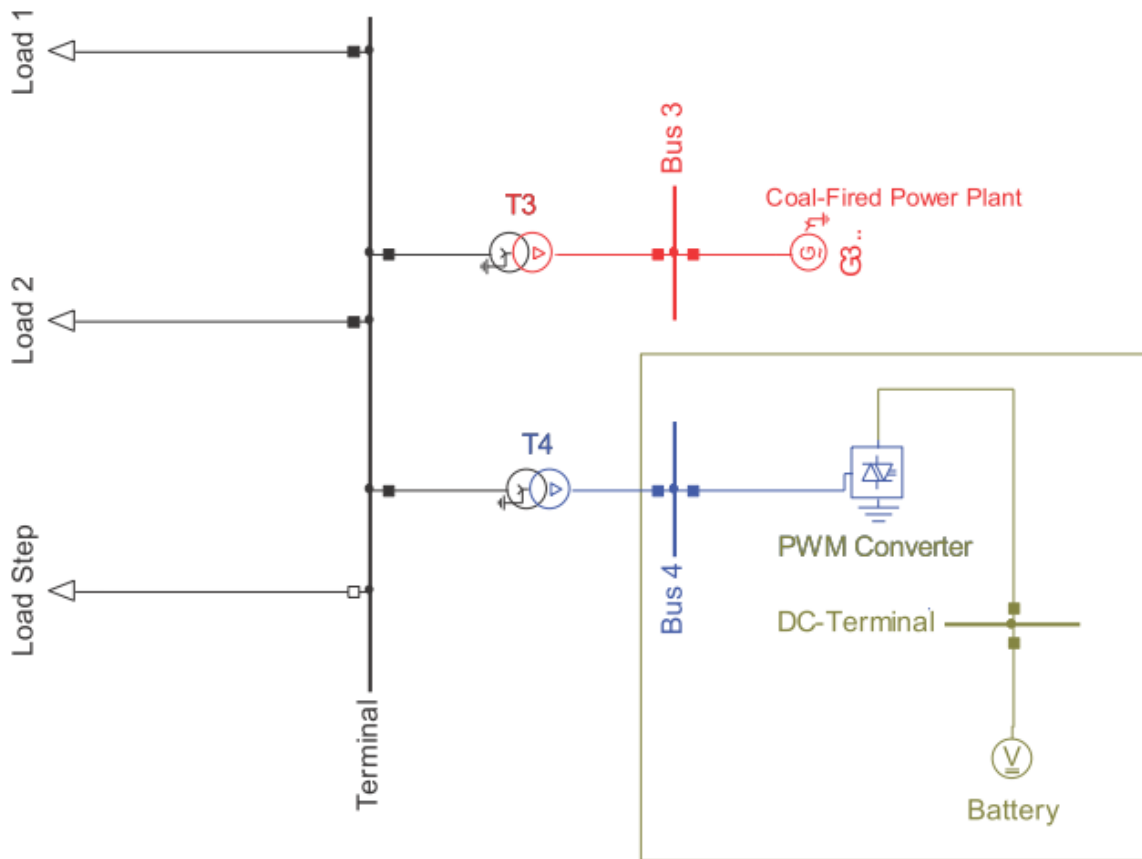 Load 1
Bus 3
Coal-Fired Power Plant
T3
G
~
G3..
Load 2
T4
PWM Converter
Load Step
Bus 4
DC-Terminal
Terminal
V
Battery